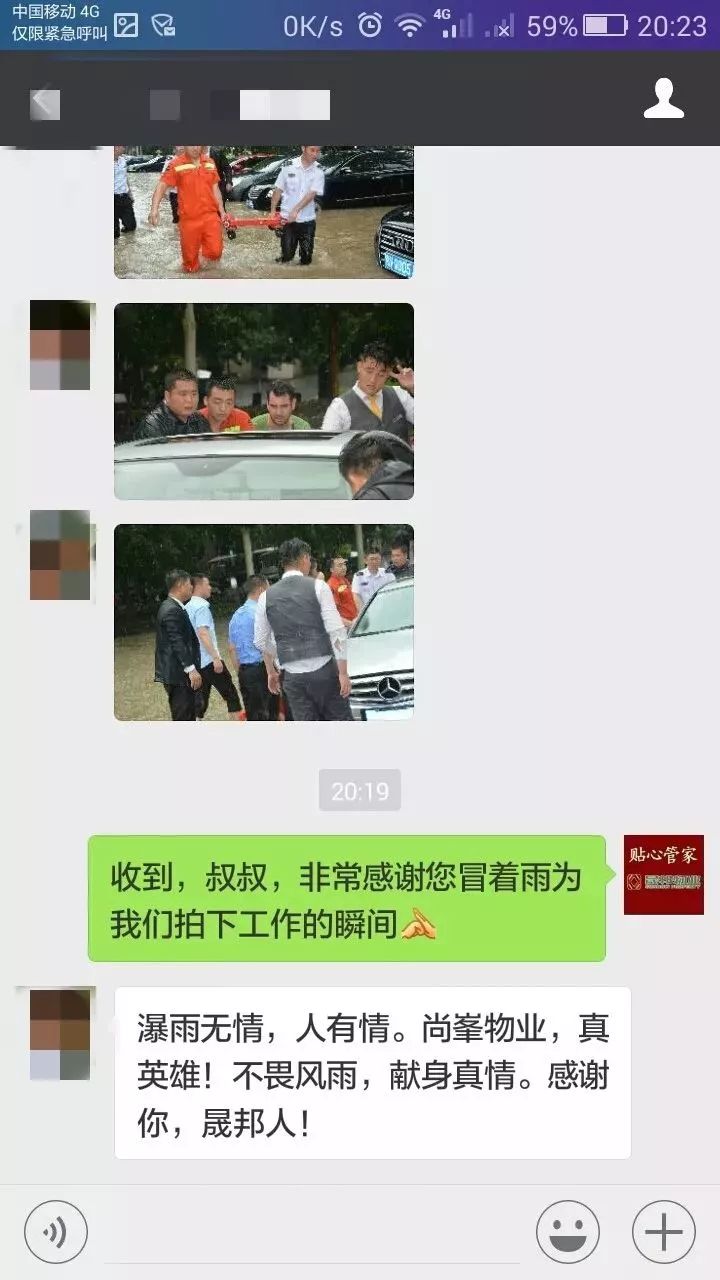 中国移动 4G
仅限紧急呼叫
0K/s
4G
59%
20:23
20:19
收到，叔叔，非常感谢您冒着雨为
我们拍下工作的瞬间
贴心管家
瀑雨无情，人有情。尚峯物业，真
英雄！不畏风雨，献身真情。感谢
你，晟邦人！